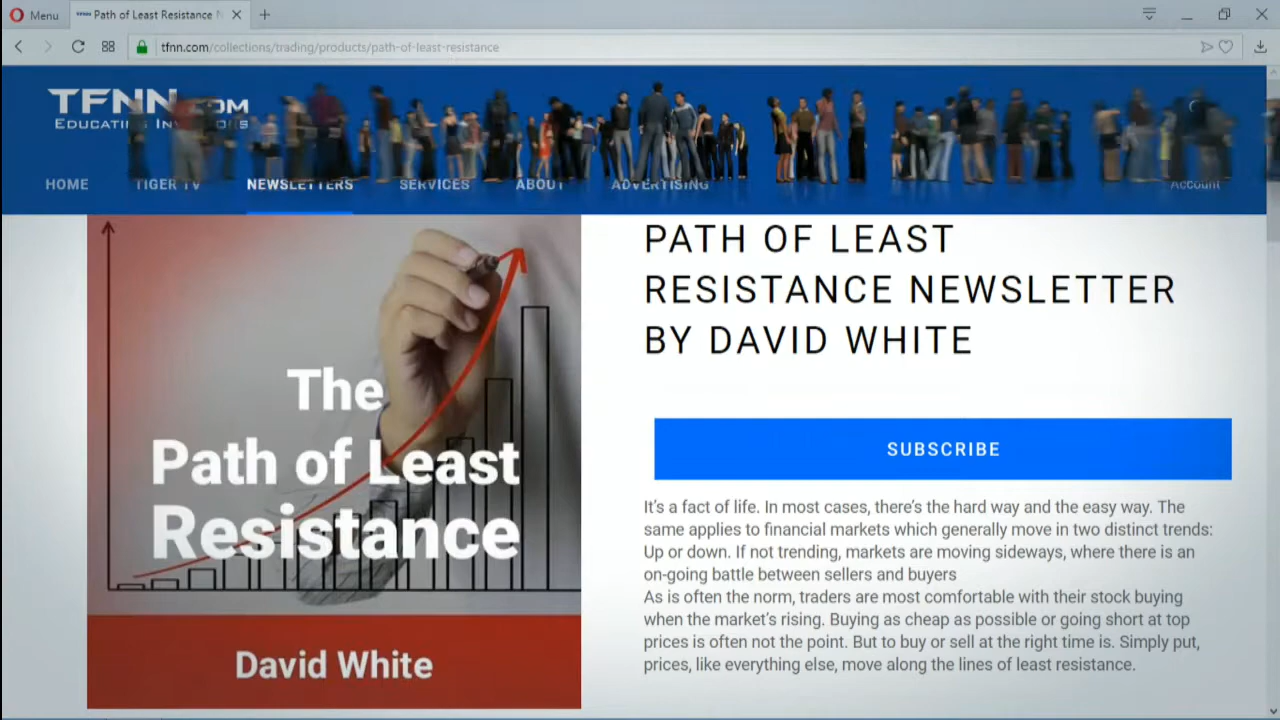 Menu
Path of Least Resistance
tfnn.com/collections/trading/products/path-of-least-resistance
TFNN.COM
HOME TIGER TV NEWSLETTERS SERVICES ABOUT ADVERTISING Account
PATH OF LEAST
RESISTANCE NEWSLETTER
BY DAVID WHITE
The
Path of Least
Resistance
David White
SUBSCRIBE
It's a fact of life. In most cases, there's the hard way and the easy way. The
same applies to financial markets which generally move in two distinct trends:
Up or down. If not trending, markets are moving sideways, where there is an
on-going battle between sellers and buyers
As is often the norm, traders are most comfortable with their stock buying
when the market's rising. Buying as cheap as possible or going short at top
prices is often not the point. But to buy or sell at the right time is. Simply put,
prices, like everything else, move along the lines of least resistance.